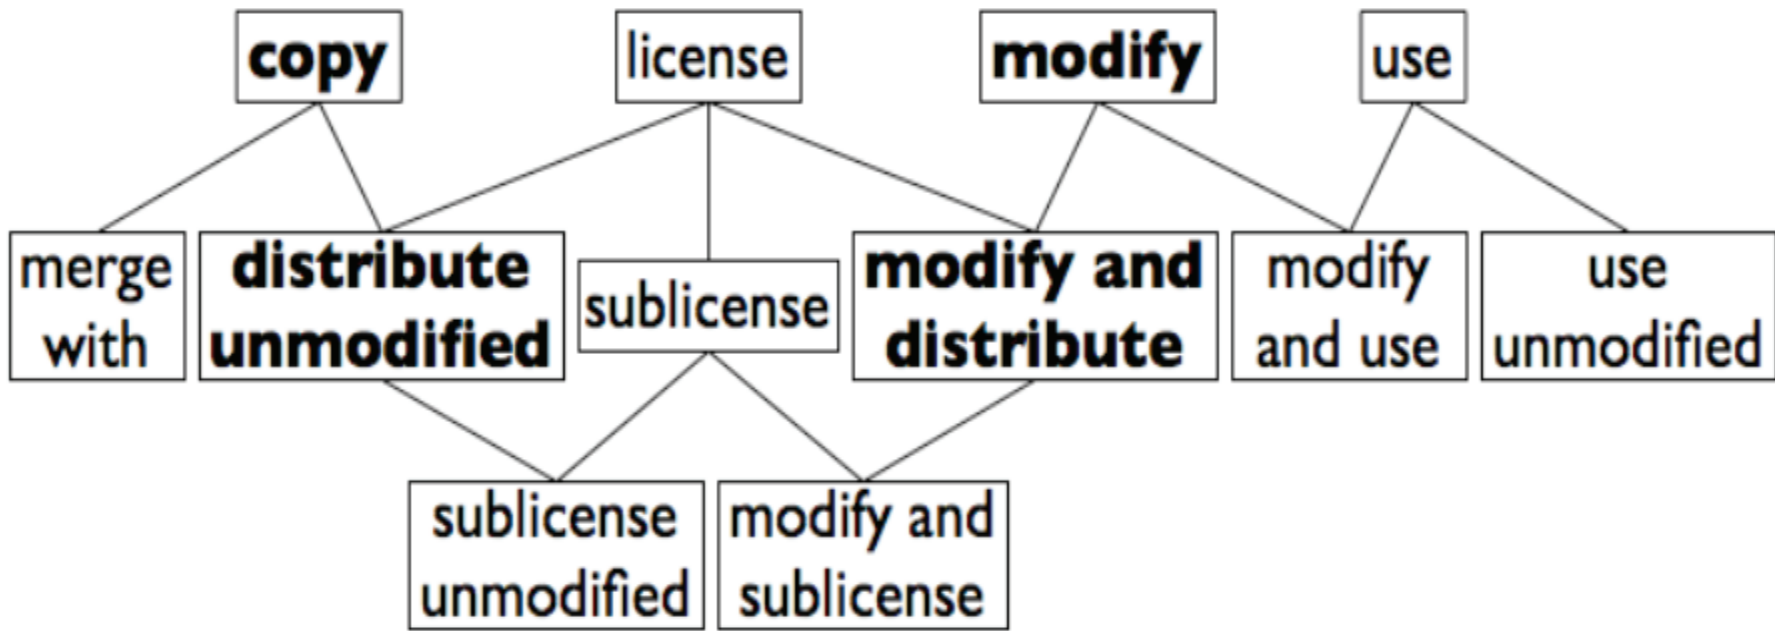 copy
license
modify
use
merge
with
distribute
unmodified
sublicense
modify and
distribute
modify
and use
use
unmodified
sublicense
unmodified
modify and
sublicense